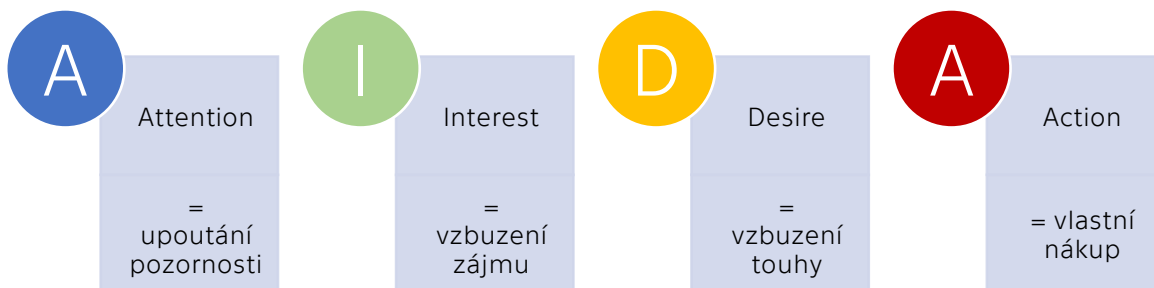 A
Attention
=
upoutání
pozornosti
I
Interest
=
vzbuzení
zájmu
D
Desire
=
vzbuzení
touhy
A
Action
= vlastní
nákup